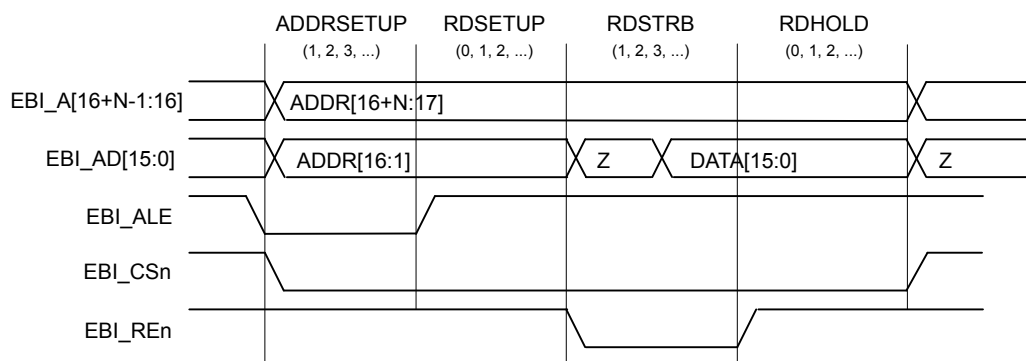 ADDRSETUP RDSETUP RDSTRB RDHOLD
(1, 2, 3, ...) (0, 1, 2, ...) (1, 2, 3, ...) (0, 1, 2, ...)
EBI_A[16+N-1:16] ADDR[16+N:17]
EBI_AD[15:0] ADDR[16:1] Z DATA[15:0] Z
EBI_ALE
EBI_CSn
EBI_REn